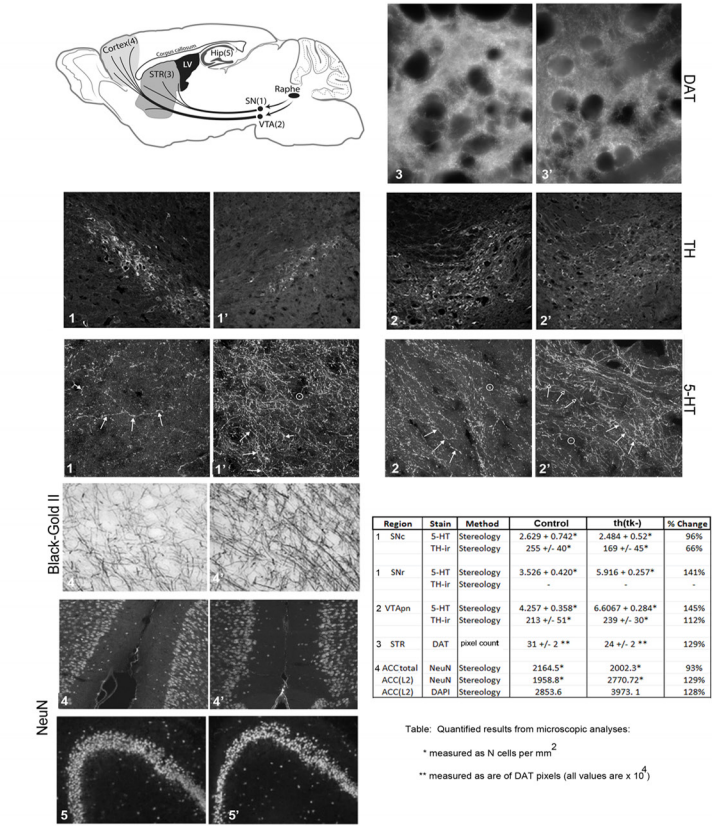 Cortex(4)
Corpus callosum
Hip(5)
LV
STR(3)
Raphe
SN(1)
VTA(2)
3
3'
DAT
1
1'
2
2'
TH
1
1'
2
2'
5-HT
Black-Gold II
4
4
4
4'
NeuN
5
5'
Region Stain Method Control th(tk-) % Change
1 SNc 5-HT Stereology 2.629 + 0.742* 2.484 + 0.52* 96%
TH-ir Stereology 255 +/- 40* 169 +/- 45* 66%
1 SNr 5-HT Stereology 3.526 + 0.420* 5.916 + 0.257* 141%
TH-ir Stereology - - -
2 VTApn 5-HT Stereology 4.257 + 0.358* 6.6067 + 0.284* 145%
TH-ir Stereology 213 +/- 51* 239 +/- 30* 112%
3 STR DAT pixel count 31 +/- 2 ** 24 +/- 2 ** 129%
4 ACCtotal NeuN Stereology 2164.5* 2002.3* 93%
ACC(L2) NeuN Stereology 1958.8* 2770.72* 129%
ACC(L2) DAPI Stereology 2853.6 3973. 1 128%
Table: Quantified results from microscopic analyses:
* measured as N cells per mm2
** measured as are of DAT pixels (all values are x 104)